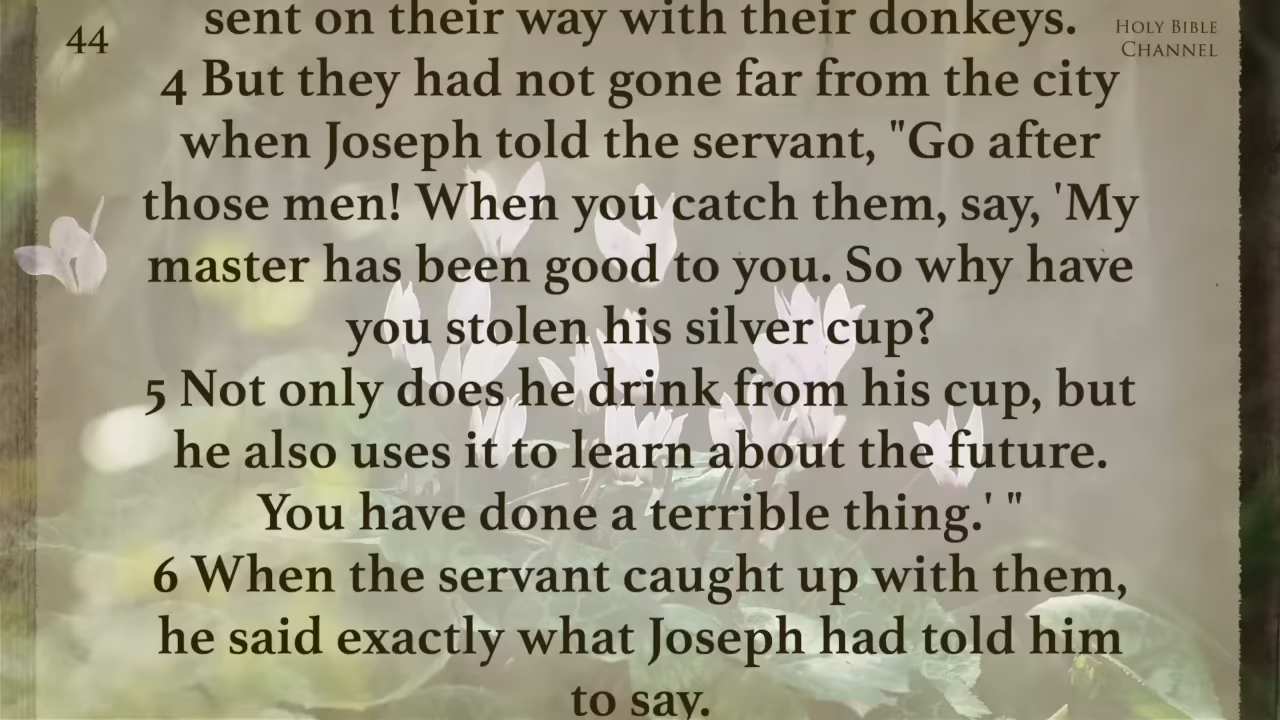 44
HOLY BIBLE
CHANNEL
sent on their way with their donkeys.
4 But they had not gone far from the city
when Joseph told the servant, "Go after
those men! When you catch them, say, 'My
master has been good to you. So why have
you stolen his silver cup?
5 Not only does he drink from his cup, but
he also uses it to learn about the future.
You have done a terrible thing.' "
6 When the servant caught up with them,
he said exactly what Joseph had told him
to say.